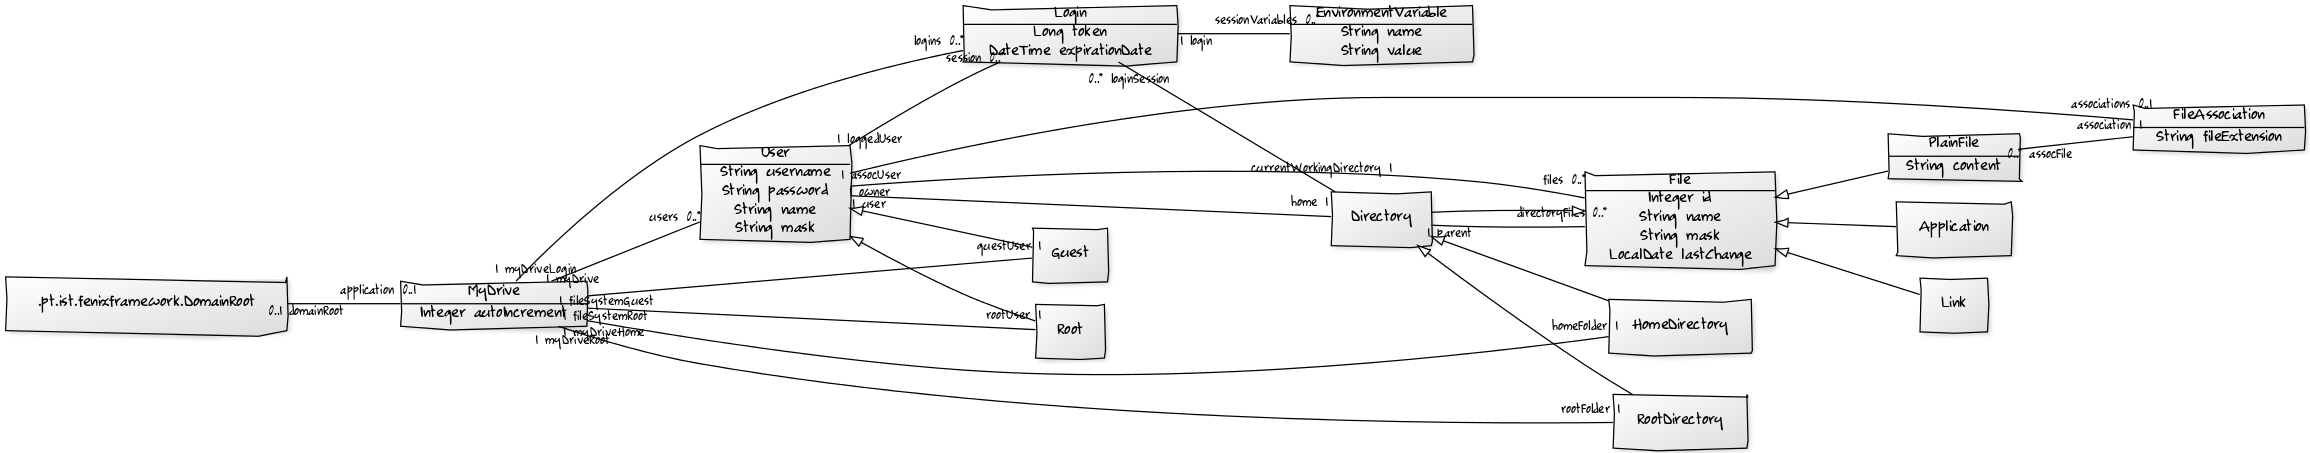 Login
Long token
DateTime expirationDate
sessionVariables 0..
EnvironmentVariable
String name
String value
1 login
logins 0..*
session 0..
0..* loginSession
associations 0..1
FileAssociation
String fileExtension
association 1
PlainFile
String content
0.. assocFile
1 loggedUser
User
String username
String password
String name
String mask
1 assocUser
owner
1 user
currentWorkingDirectory 1
files 0..*
File
Integer id
String name
String mask
LocalDate lastChange
home 1
Directory
directoryFiles 0..*
1 parent
Application
Link
users 0..*
guestUser 1
Guest
1 myDriveLogin
1 myDrive
.pt.ist.fenixframework.DomainRoot
application 0..1
0..1 domainRoot
MyDrive
Integer autoIncrement
1 fileSystemGuest
fileSystemRoot
1 myDriveHome
1 myDriveRoot
rootUser 1
Root
homeFolder 1
HomeDirectory
rootFolder 1
RootDirectory